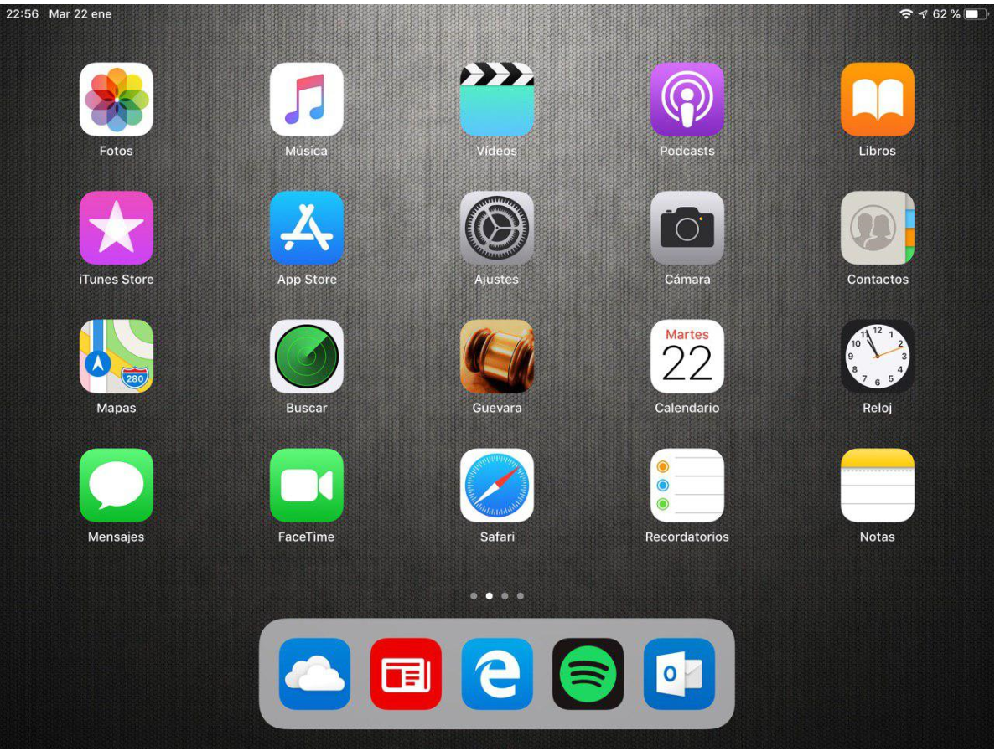 22:56 Mar 22 ene
62 %
Fotos
Música
Vídeos
Podcasts
Libros
iTunes Store
App Store
Ajustes
Cámara
Contactos
280
Martes
22
12
1
2
3
4
5
6
7
8
9
10
11
Mapas
Buscar
Guevara
Calendario
Reloj
Mensajes
FaceTime
Safari
Recordatorios
Notas
e
o